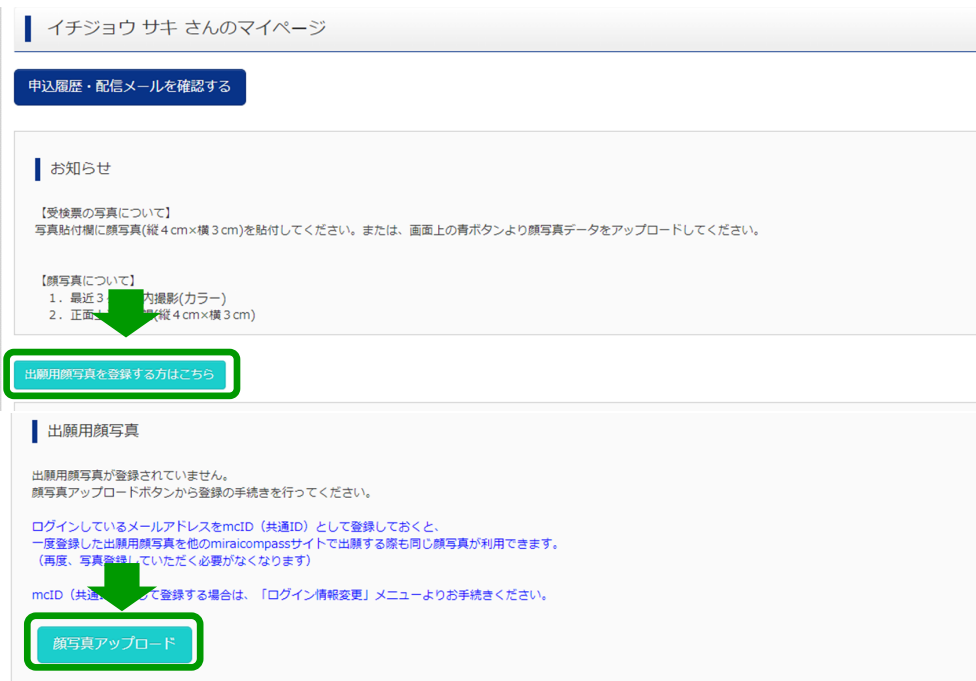 イチジョウ サキ さんのマイページ
申込履歴・配信メールを確認する
お知らせ
【受検票の写真について】
写真貼付欄に顔写真(縦４cm×横３cm)を貼付してください。または、画面上の青ボタンより顔写真データをアップロードしてください。
【顔写真について】
１．最近３ 内撮影(カラー)
２．正面 (縦４cm×横３cm)
出願用顔写真を登録する方はこちら
出願用顔写真
出願用顔写真が登録されていません。
顔写真アップロードボタンから登録の手続きを行ってください。
ログインしているメールアドレスをmcID（共通ID）として登録しておくと、
一度登録した出願用顔写真を他のmiraicompassサイトで出願する際も同じ顔写真が利用できます。
（再度、写真登録していただく必要がなくなります）
mcID（共通 て登録する場合は、「ログイン情報変更」メニューよりお手続きください。
顔写真アップロード